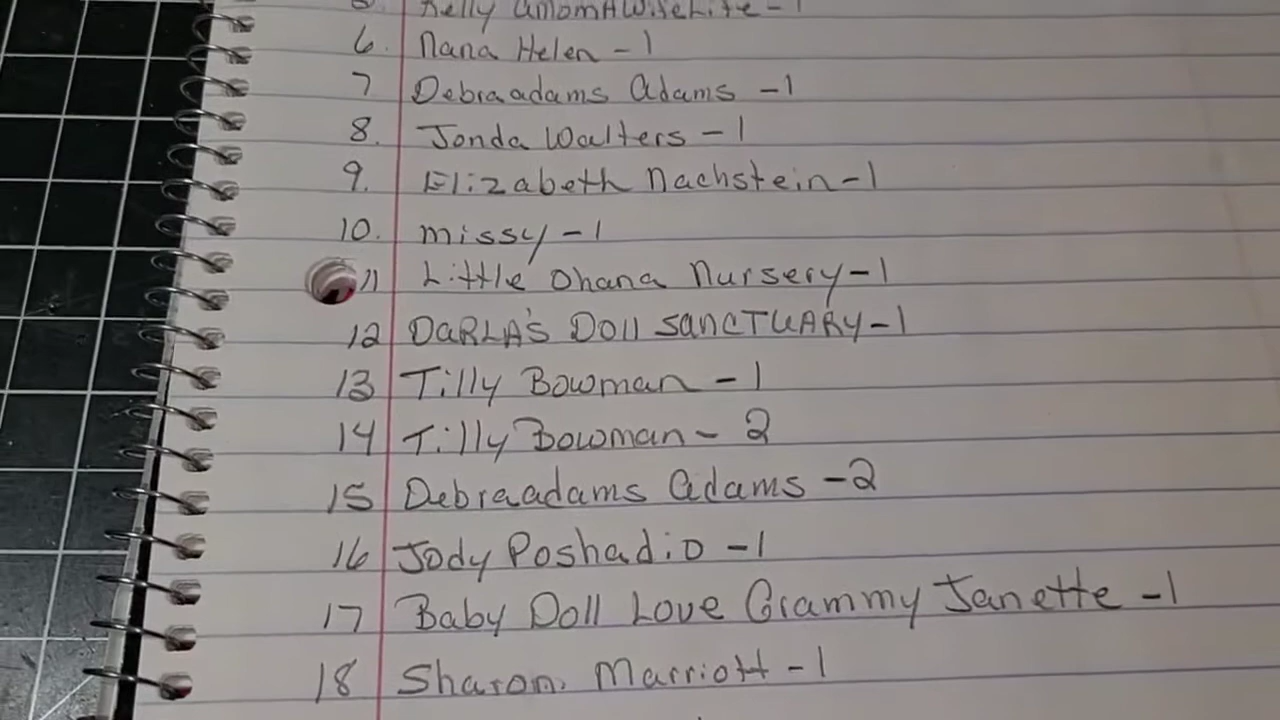 Kelly
6. Nana Helen - 1
7 Debraadams Adams - 1
8. Jonda Walters - 1
9. Elizabeth Nachstein - 1
10. missy - 1
11 Little Ohana Nursery - 1
12 DaRLA'S Doll SANCTUARY - 1
13 Tilly Bowman - 1
14 Tilly Bowman - 2
15 Debraadams Adams - 2
16 Jody Poshadio - 1
17 Baby Doll Love Grammy Janette - 1
18 Sharon. Marriott - 1